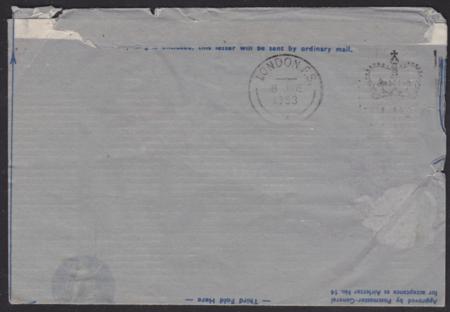 enclosed, this letter will be sent by ordinary mail.
LONDON. F.S.
1953
— Third Fold Here —
Approved by Postmaster-General
for acceptance as Airletter No. 14